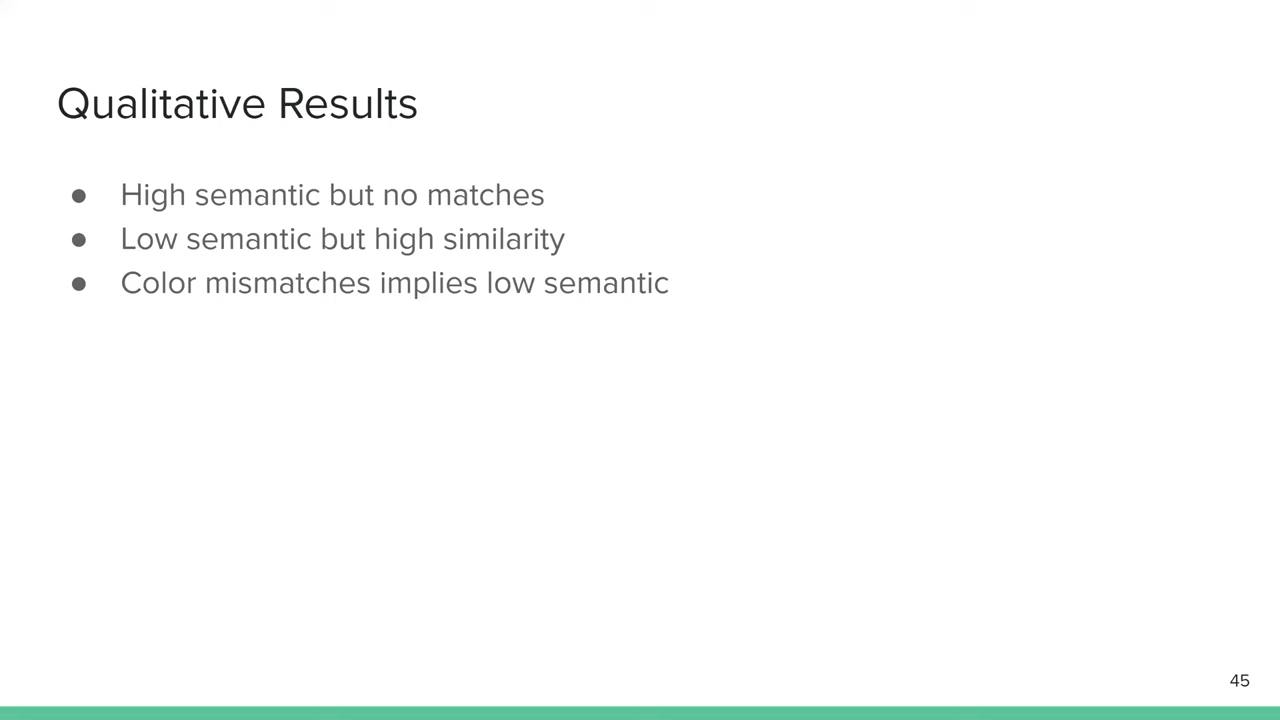 Qualitative Results
● High semantic but no matches
● Low semantic but high similarity
● Color mismatches implies low semantic
45